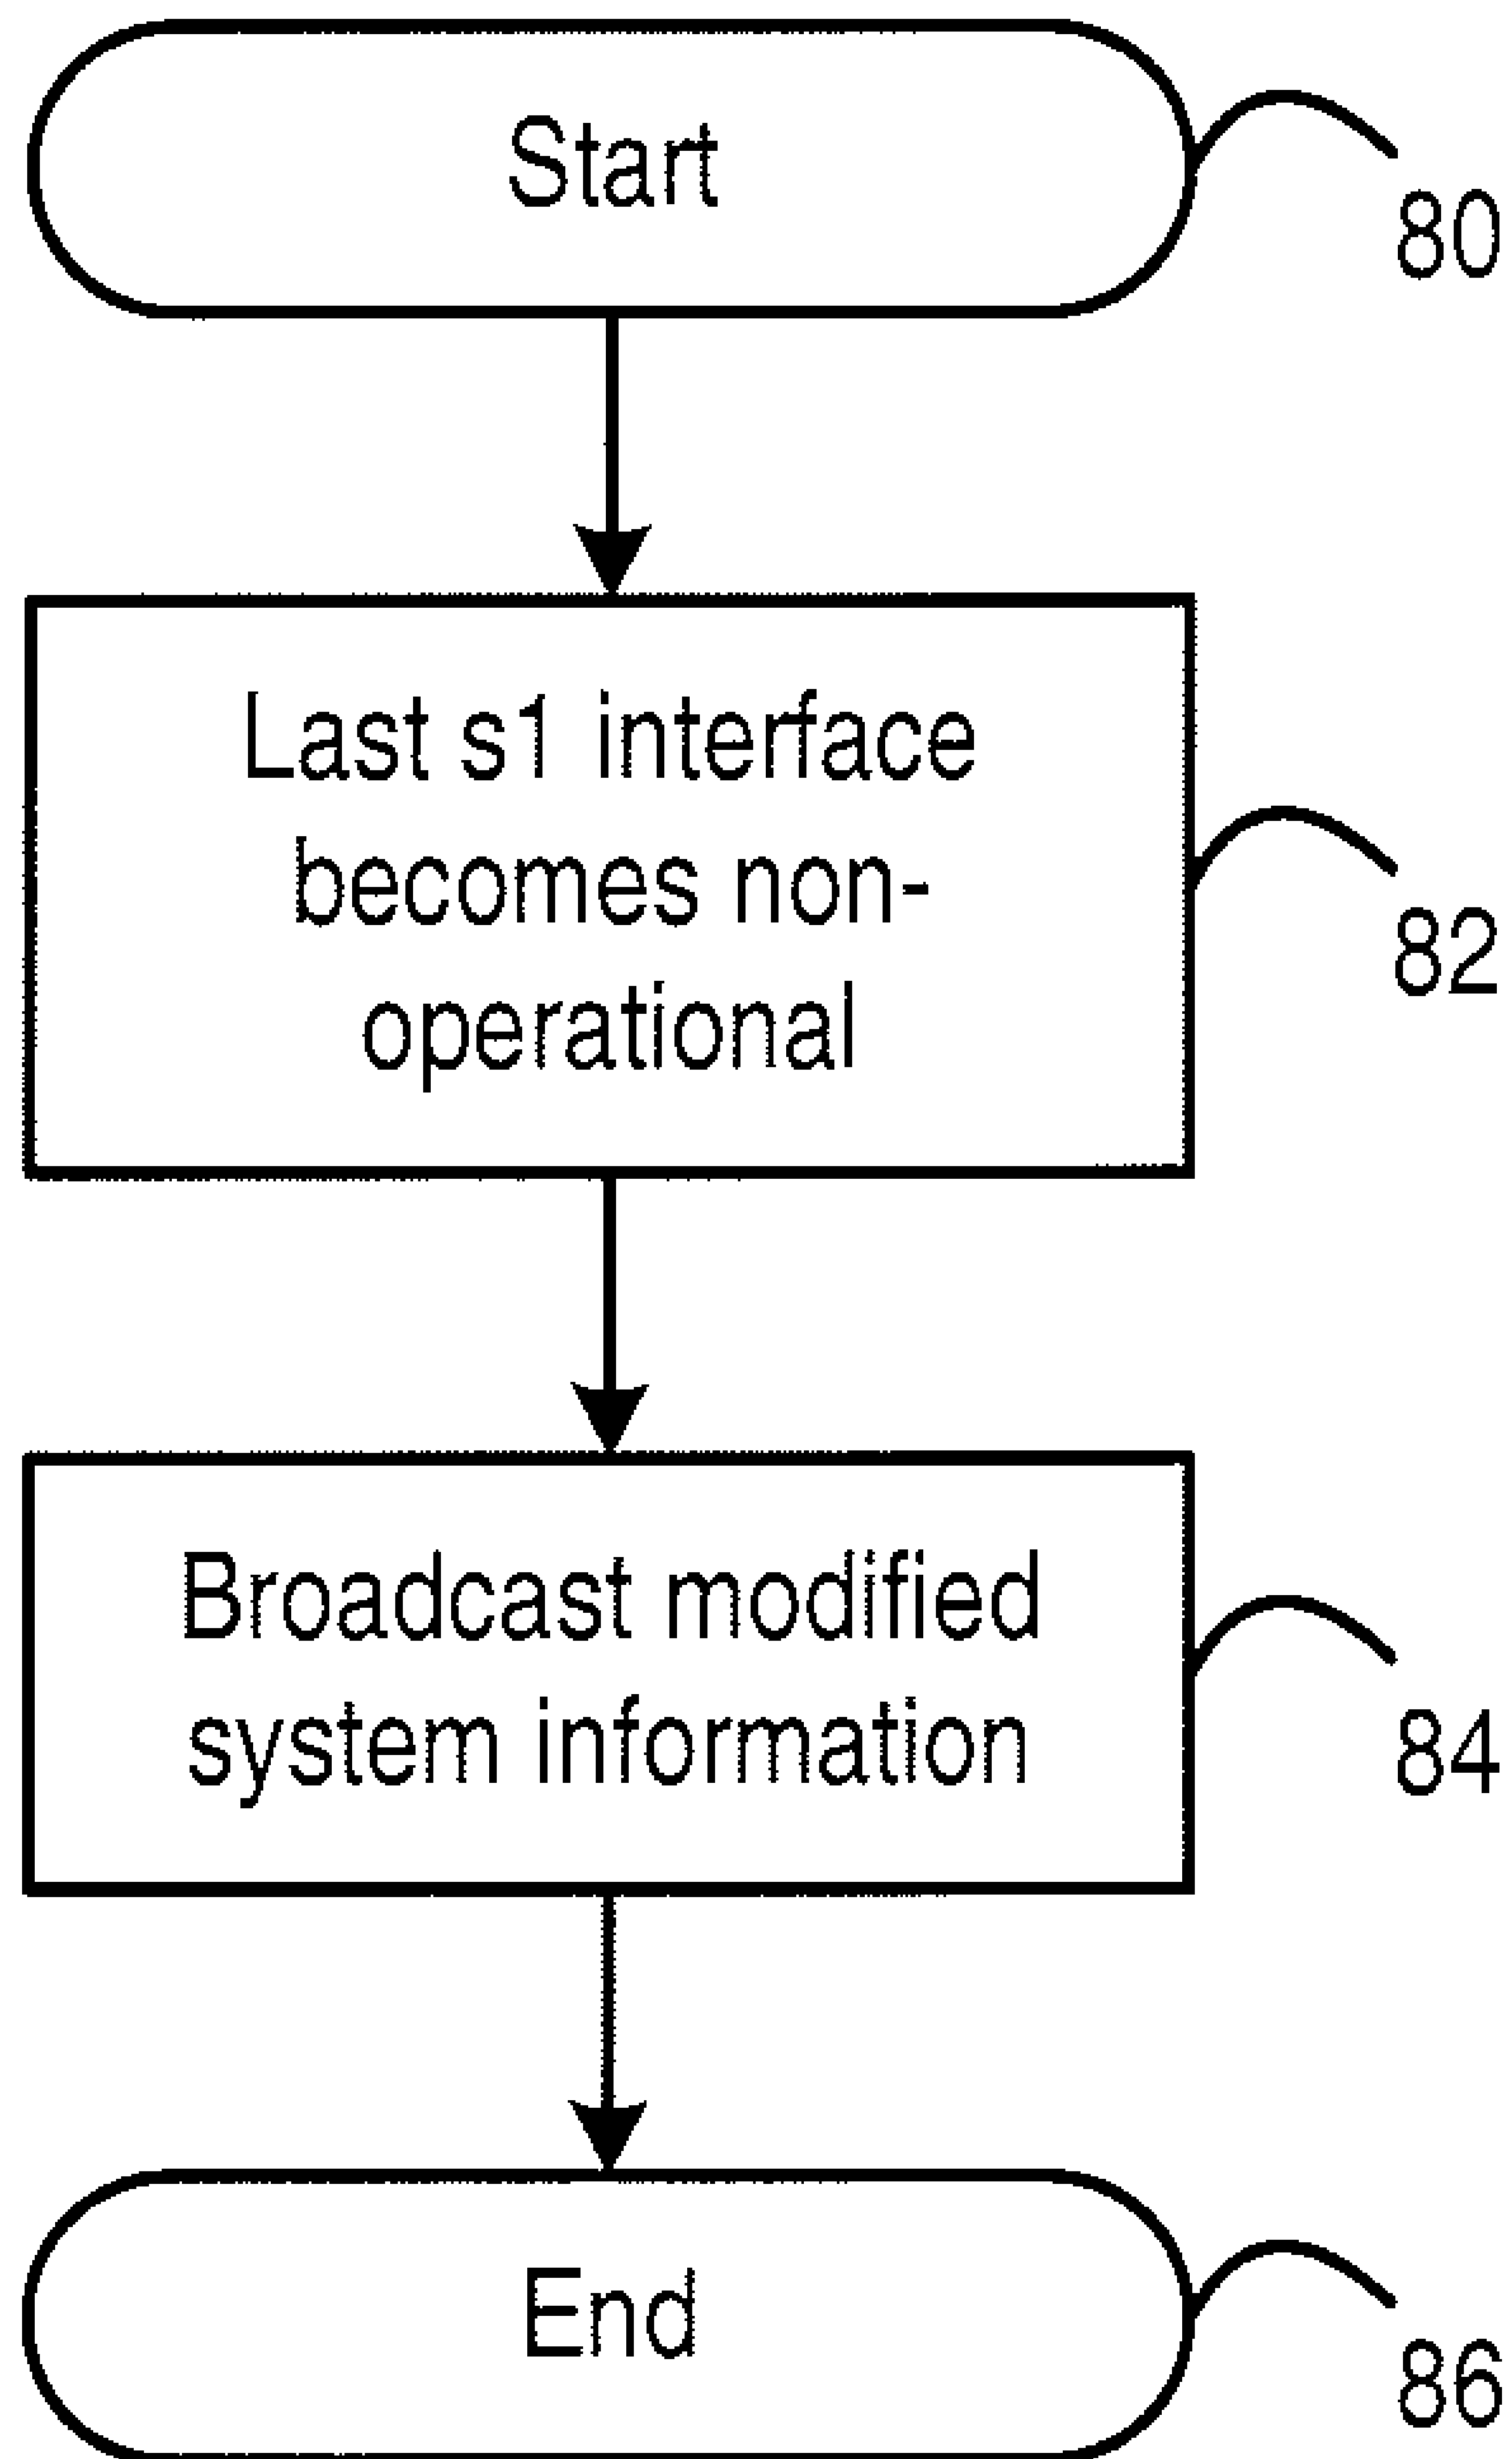 Start
80
Last s1 interface
becomes non-
operational
82
Broadcast modified
system information
84
End
86